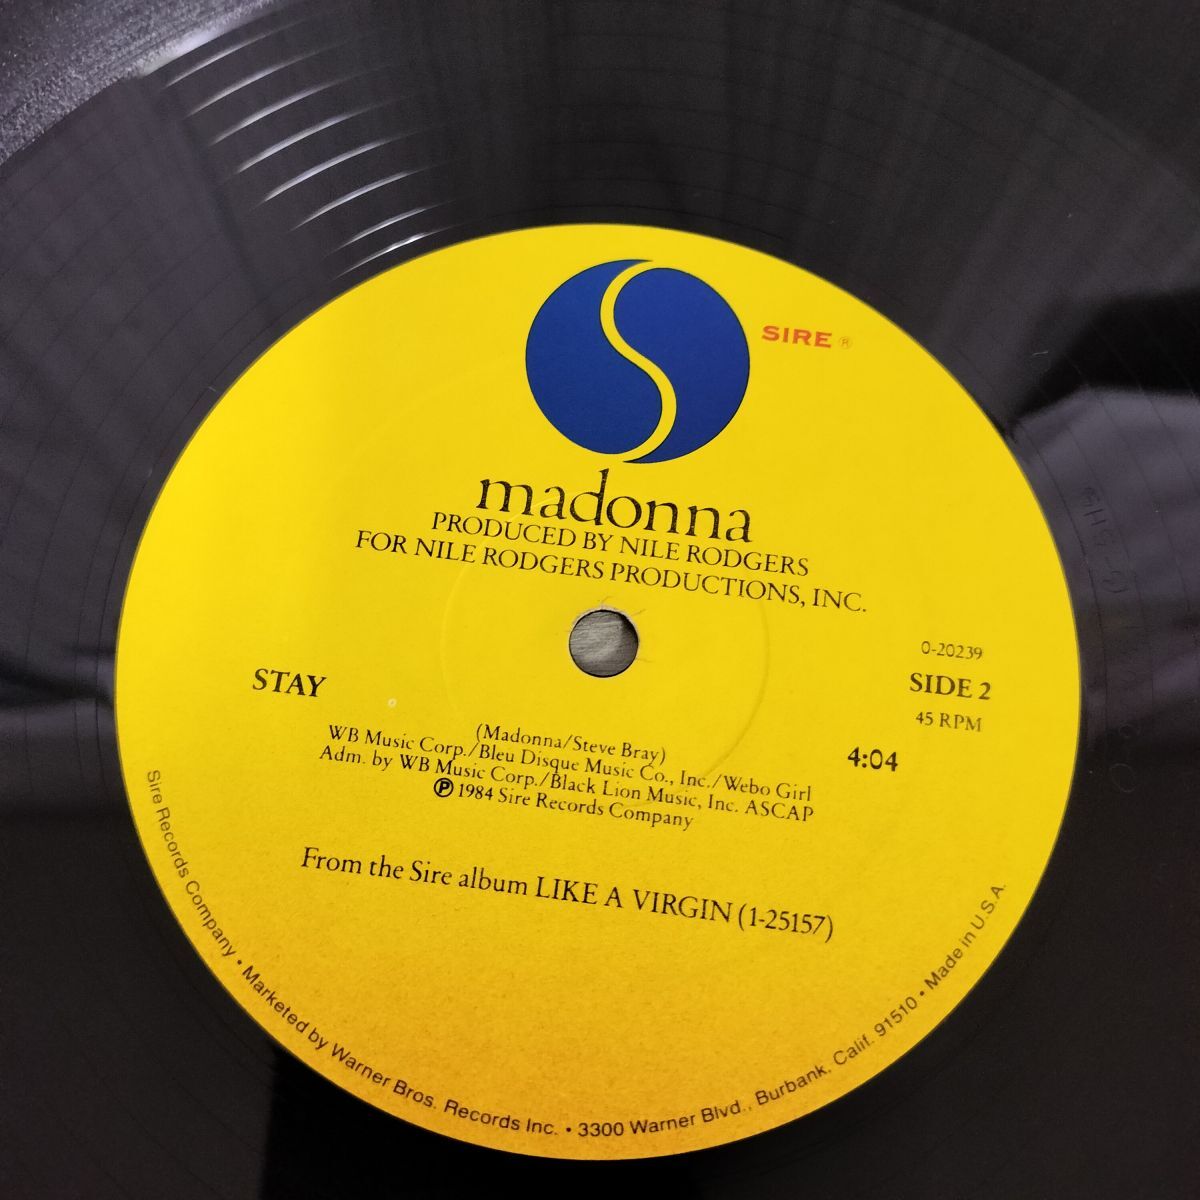 SIRE ®
madonna
PRODUCED BY NILE RODGERS
FOR NILE RODGERS PRODUCTIONS, INC.
0-20239
SIDE 2
45 RPM
STAY
4:04
(Madonna/Steve Bray)
WB Music Corp./Bleu Disque Music Co., Inc./Webo Girl
Adm. by WB Music Corp./Black Lion Music, Inc. ASCAP
℗ 1984 Sire Records Company
From the Sire album LIKE A VIRGIN (1-25157)
Sire Records Company • Marketed by Warner Bros. Records Inc. • 3300 Warner Blvd., Burbank, Calif. 91510 • Made in U.S.A.